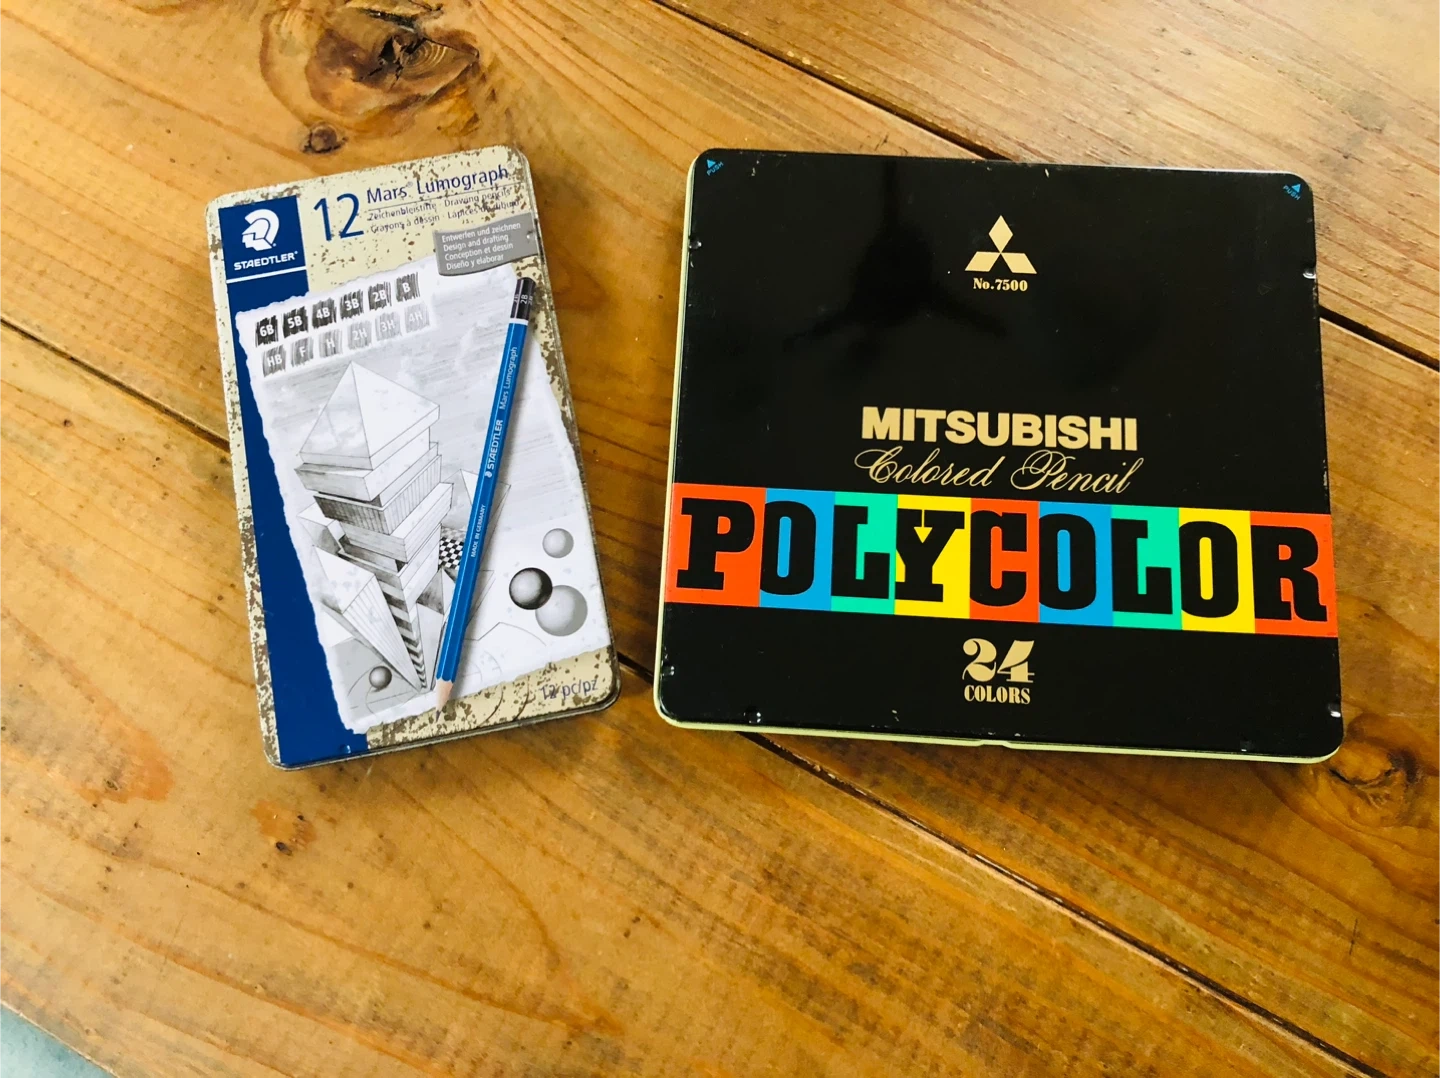 12 Mars Lumograph
Zeichenbleistifte · Drawing pencils
Crayons à dessin · Lápices de dibujo
STAEDTLER
Entwerfen und zeichnen
Design and drafting
Conception et dessin
Diseño y elaborar
6B 5B 4B 3B 2B B
HB F H 2H 3H 4H
MADE IN GERMANY STAEDTLER Mars Lumograph
2B
12 pc/pz
PUSH
PUSH
No.7500
MITSUBISHI
Colored Pencil
POLYCOLOR
24
COLORS